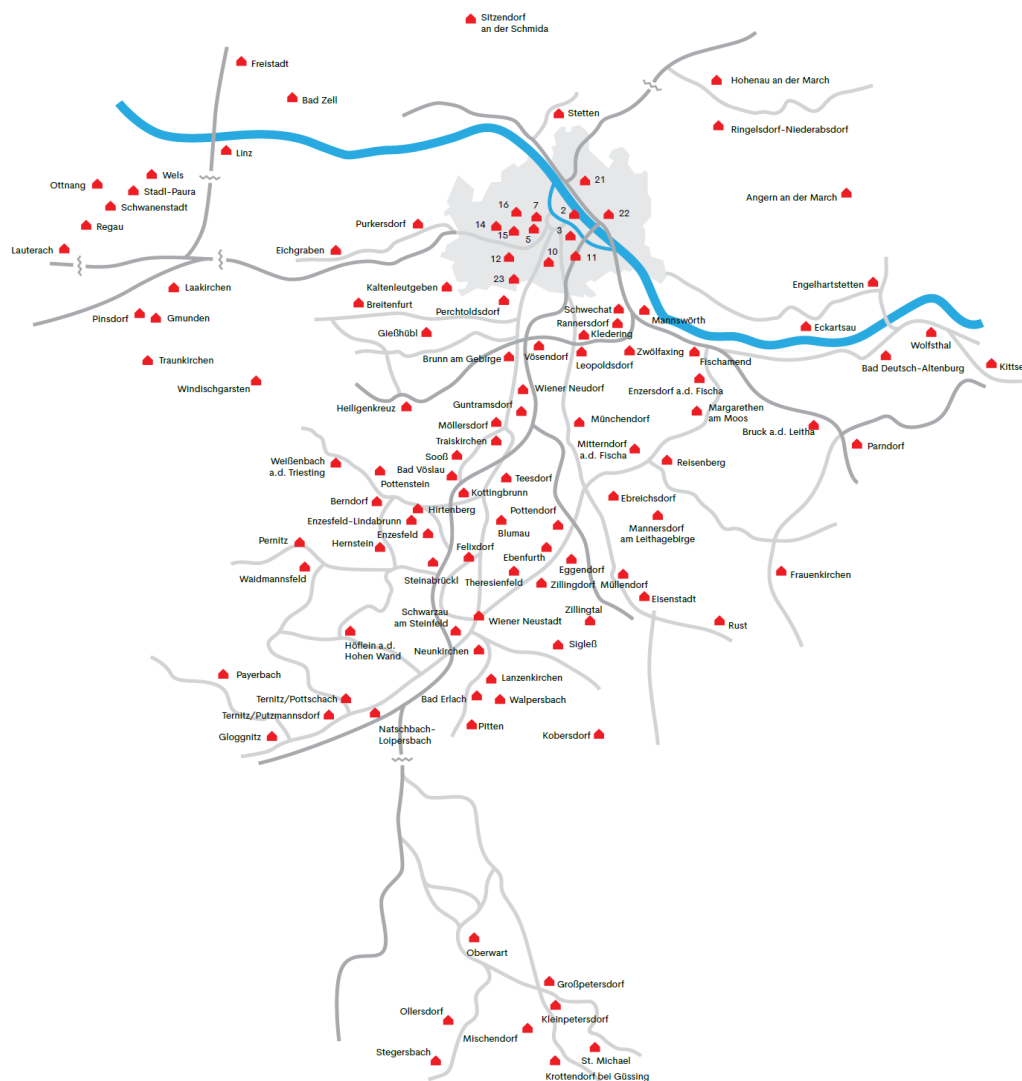 Sitzendorf
an der Schmida
Freistadt
Hohenau an der March
Bad Zell
Stetten
Ringelsdorf-Niederabsdorf
Linz
Wels
Ottnang
Stadl-Paura
21
Angern an der March
Schwanenstadt
16
7
2
22
Regau
Purkersdorf
14
15
5
3
Lauterach
Eichgraben
12
10
11
23
Laakirchen
Kaltenleutgeben
Engelhartstetten
Breitenfurt
Perchtoldsdorf
Schwechat
Mannswörth
Pinsdorf
Gmunden
Rannersdorf
Eckartsau
Gießhübl
Kledering
Wolfsthal
Traunkirchen
Brunn am Gebirge
Vösendorf
Leopoldsdorf
Zwölfaxing
Fischamend
Bad Deutsch-Altenburg
Kittse
Windischgarsten
Wiener Neudorf
Enzersdorf a.d. Fischa
Heiligenkreuz
Guntramsdorf
Margarethen
am Moos
Möllersdorf
Münchendorf
Bruck a.d. Leitha
Traiskirchen
Mitterndorf
a.d. Fischa
Parndorf
Sooß
Weißenbach
a.d. Triesting
Reisenberg
Bad Vöslau
Pottenstein
Teesdorf
Kottingbrunn
Ebreichsdorf
Berndorf
Hirtenberg
Pottendorf
Mannersdorf
am Leithagebirge
Enzesfeld-Lindabrunn
Blumau
Enzesfeld
Pernitz
Hernstein
Felixdorf
Ebenfurth
Eggendorf
Waidmannsfeld
Steinabrückl
Theresienfeld
Zillingdorf
Müllendorf
Frauenkirchen
Eisenstadt
Schwarzau
am Steinfeld
Wiener Neustadt
Zillingtal
Rust
Höflein a.d.
Hohen Wand
Neunkirchen
Sigleß
Payerbach
Lanzenkirchen
Ternitz/Pottschach
Bad Erlach
Walpersbach
Ternitz/Putzmannsdorf
Natschbach-
Loipersbach
Pitten
Gloggnitz
Kobersdorf
Oberwart
Großpetersdorf
Ollersdorf
Kleinpetersdorf
Mischendorf
Stegersbach
St. Michael
Krottendorf bei Güssing